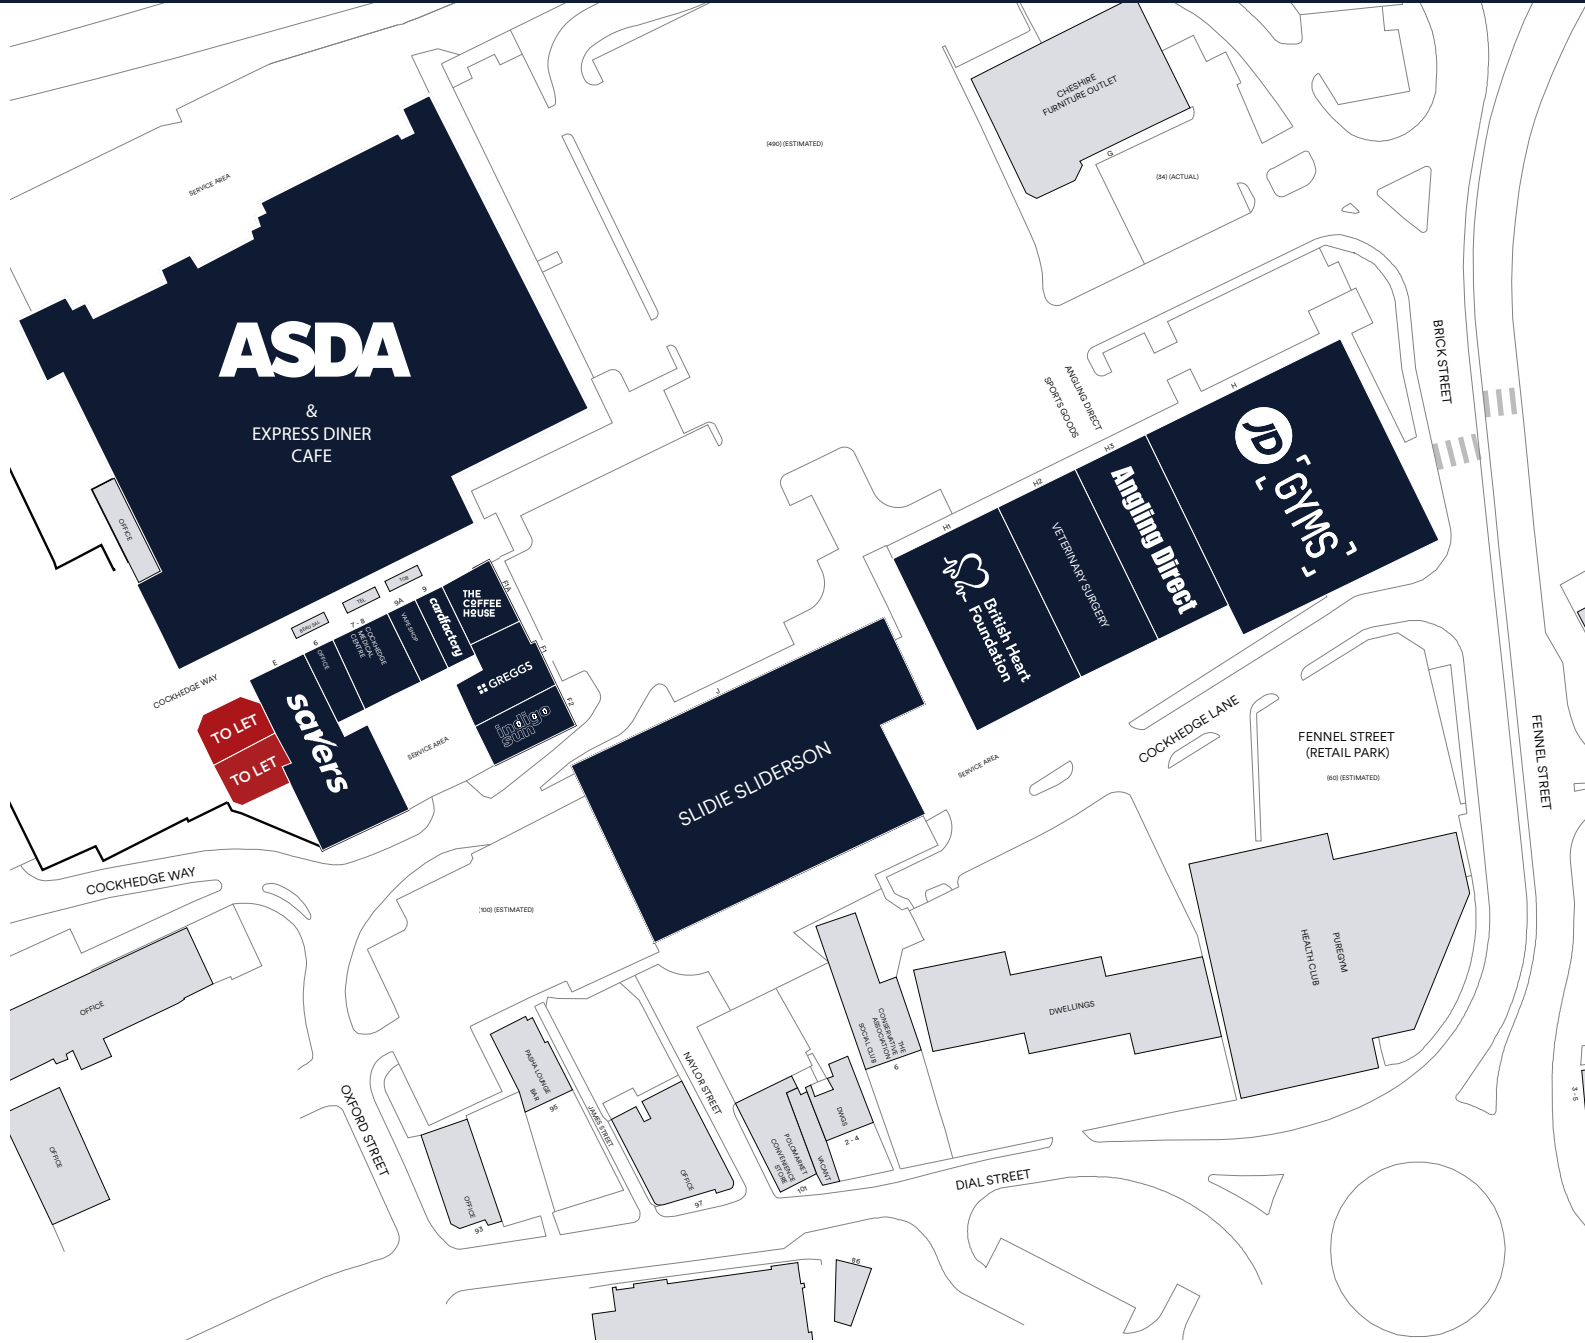 CHESHIRE
FURNITURE OUTLET
G
(490) (ESTIMATED)
(34) (ACTUAL)
SERVICE AREA
ASDA
&
EXPRESS DINER
CAFE
OFFICE
BRICK STREET
ANGLING DIRECT
SPORTS GOODS
H
H3
H2
H1
JD
GYMS
Angling Direct
VETERINARY SURGERY
British Heart
Foundation
TEL
9A
9
F1A
THE
COFFEE
HOUSE
cardfactory
VAPE SHOP
7 - 8
COCKHEDGE
MEDICAL
CENTRE
6
OFFICE
E
savers
F1
GREGGS
F2
indigo
sun
COCKHEDGE WAY
TO LET
TO LET
SERVICE AREA
J
SLIDIE SLIDERSON
SERVICE AREA
COCKHEDGE LANE
FENNEL STREET
(RETAIL PARK)
(60) (ESTIMATED)
FENNEL STREET
COCKHEDGE WAY
(100) (ESTIMATED)
OFFICE
OFFICE
OXFORD STREET
PASHA LOUNGE
BAR
95
JAMES STREET
OFFICE
93
OFFICE
97
NAYLOR STREET
POLOMARKET
CONVENIENCE
STORE
101
VACANT
DWGS
2 - 4
THE
CONSERVATIVE
ASSOCIATION
SOCIAL CLUB
6
DWELLINGS
PUREGYM
HEALTH CLUB
DIAL STREET
86
3 - 5